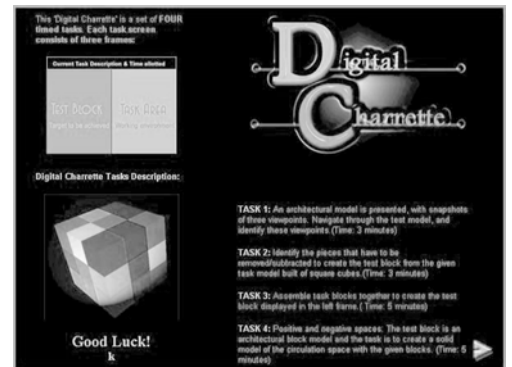 This 'Digital Charrette' is a set of FOUR
timed tasks. Each task screen
consists of three frames:
Current Task Description & Time allotted
TEST BLOCK
TASK AREA
Target to be achieved
Working environment
Digital Charrette Tasks Description:
Good Luck!
k
Digital
Charrette
TASK 1: An architectural model is presented, with snapshots
of three viewpoints. Navigate through the test model, and
identify these viewpoints.(Time: 3 minutes)
TASK 2: Identify the pieces that have to be
removed/subtracted to create the test block from the given
task model built of square cubes.(Time: 3 minutes)
TASK 3: Assemble task blocks together to create the test
block displayed in the left frame.( Time: 5 minutes)
TASK 4: Positive and negative spaces: The test block is an
architectural block model and the task is to create a solid
model of the circulation space with the given blocks. (Time: 5
minutes)